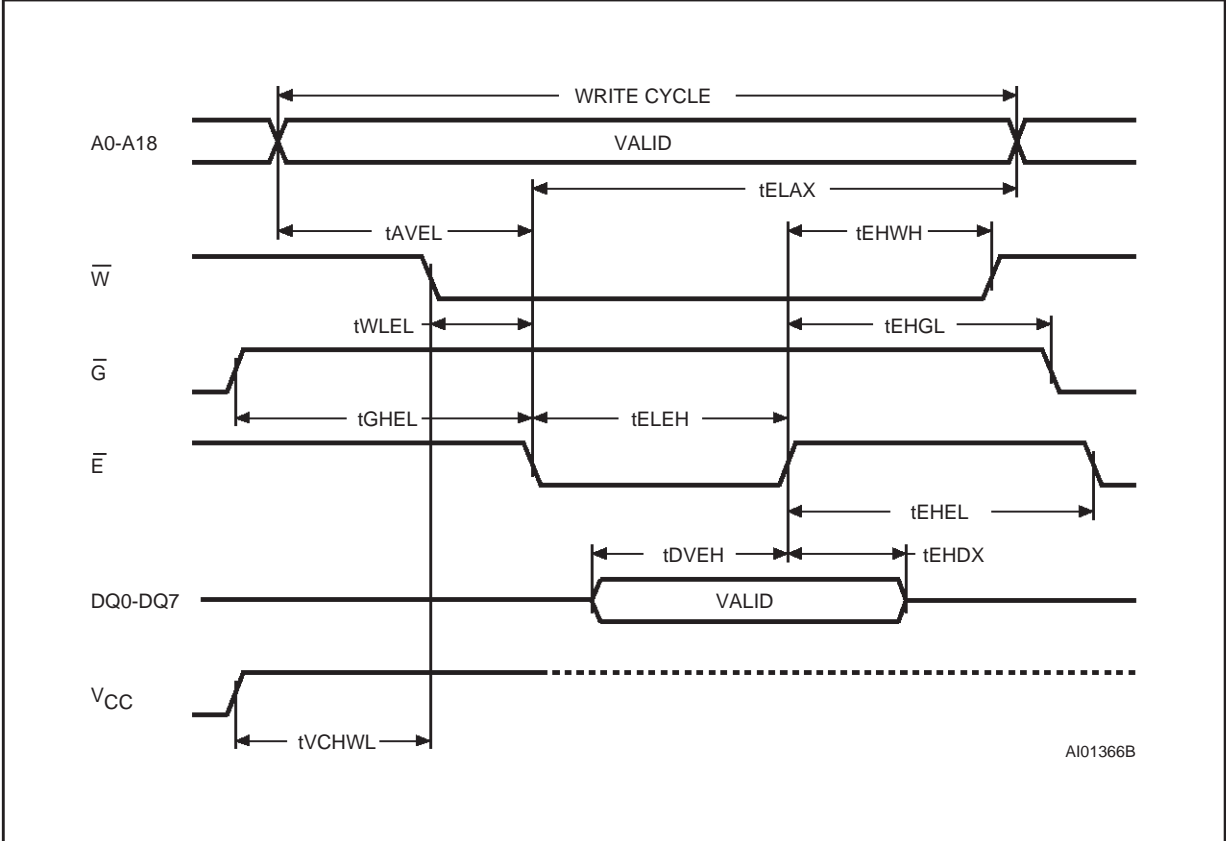 WRITE CYCLE
A0-A18 VALID
tELAX
tAVEL tEHWH
W̅
tWLEL tEHGL
G̅
tGHEL tELEH
E̅
tEHEL
tDVEH tEHDX
DQ0-DQ7 VALID
VCC
tVCHWL
AI01366B